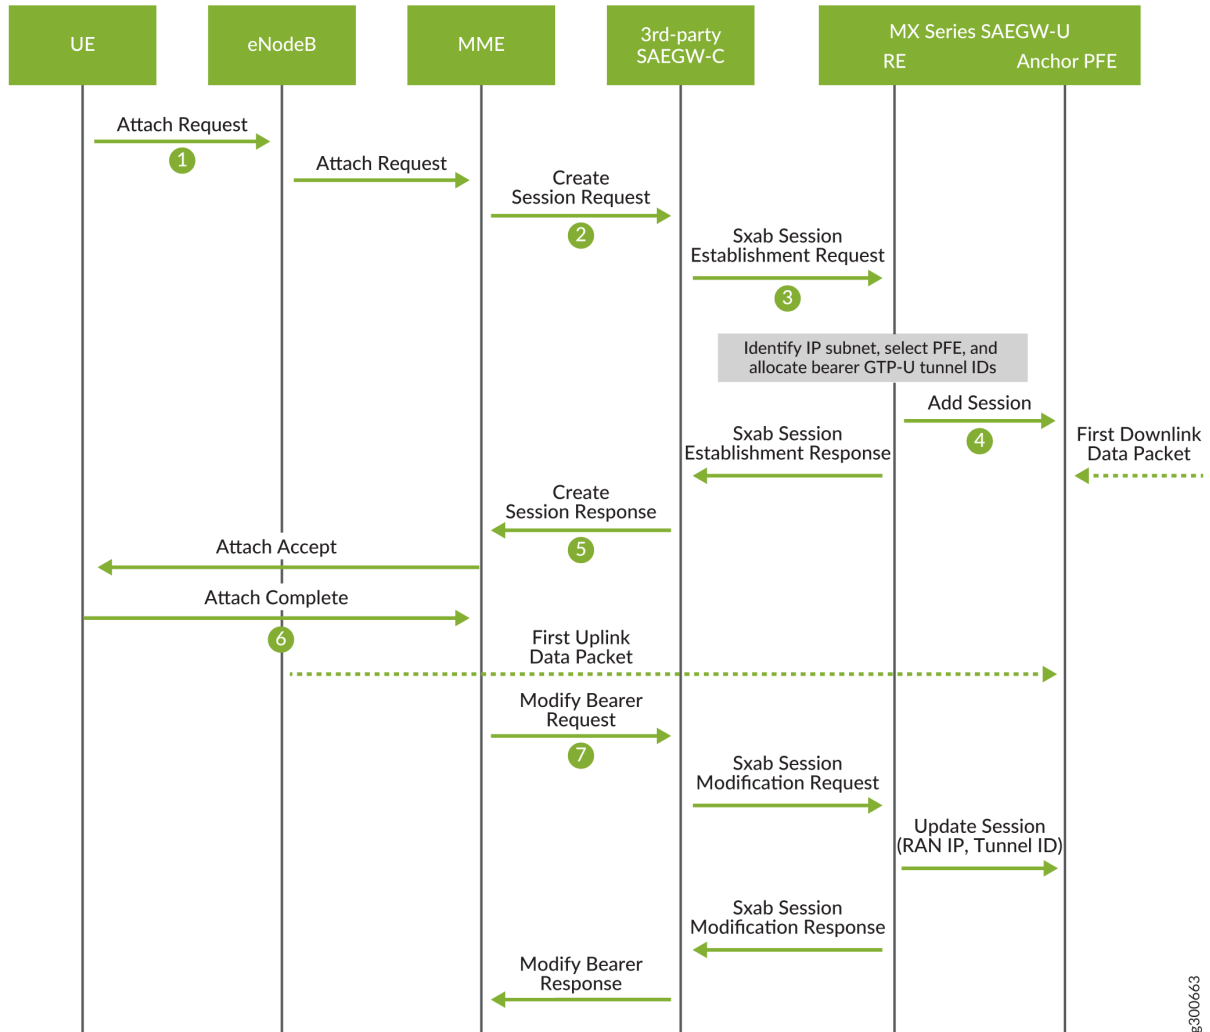 UE
eNodeB
MME
3rd-party
SAEGW-C
MX Series SAEGW-U
RE
Anchor PFE
Attach Request
1
Attach Request
Create
Session Request
2
Sxab Session
Establishment Request
3
Identify IP subnet, select PFE, and
allocate bearer GTP-U tunnel IDs
Add Session
4
First Downlink
Data Packet
Sxab Session
Establishment Response
Create
Session Response
5
Attach Accept
Attach Complete
6
First Uplink
Data Packet
Modify Bearer
Request
7
Sxab Session
Modification Request
Update Session
(RAN IP, Tunnel ID)
Sxab Session
Modification Response
Modify Bearer
Response
g300663